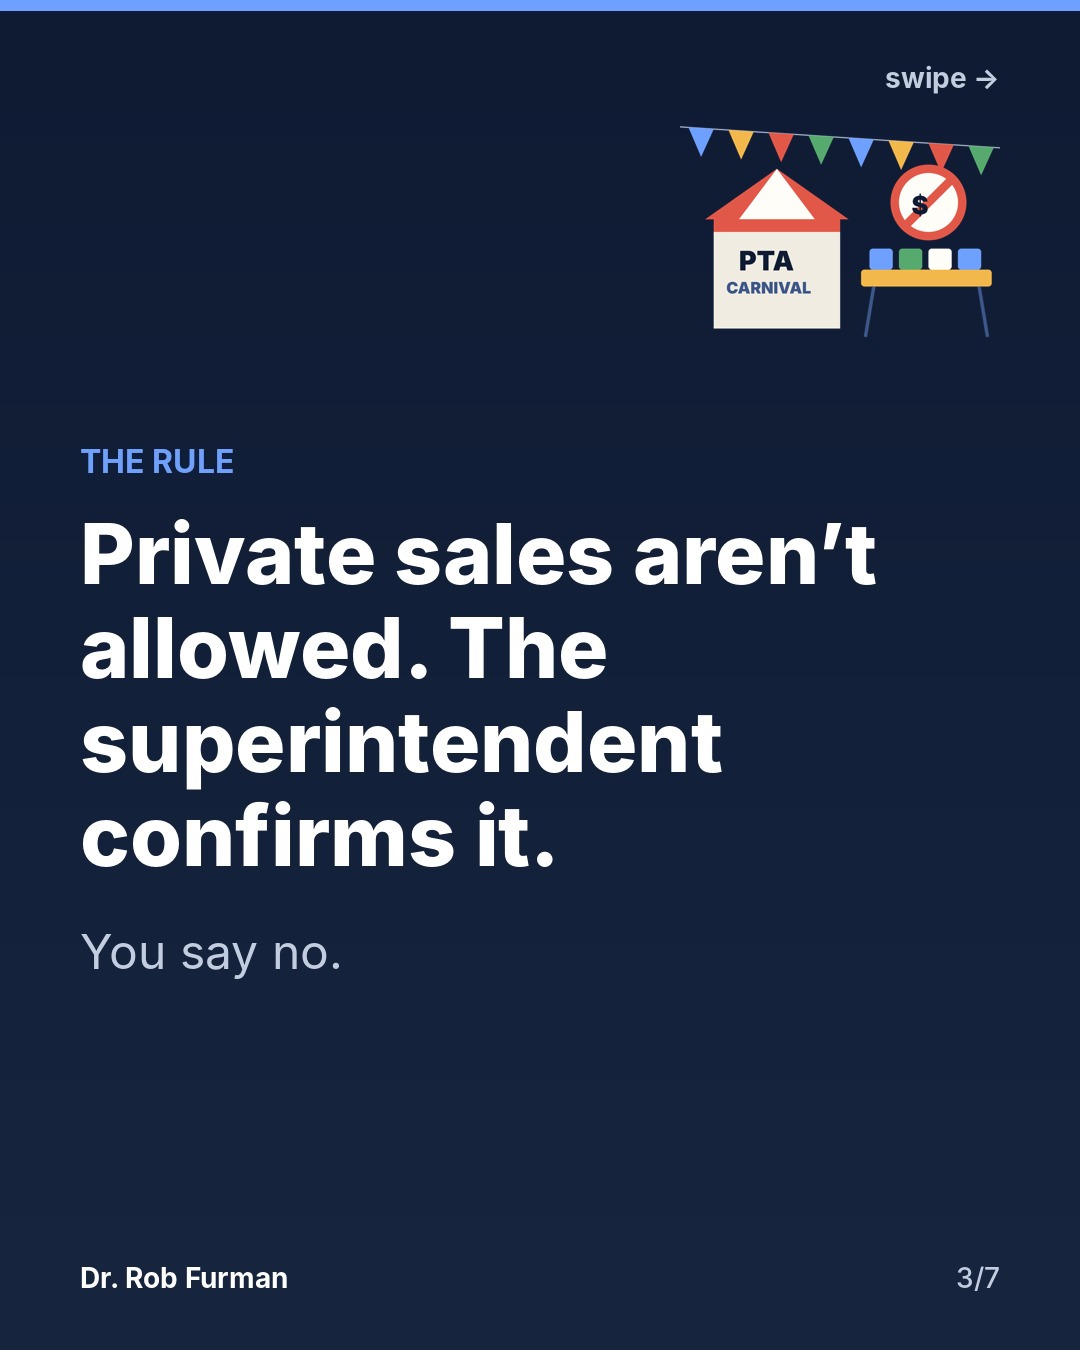 swipe →
$
PTA
CARNIVAL
THE RULE
Private sales aren’t
allowed. The
superintendent
confirms it.
You say no.
Dr. Rob Furman
3/7